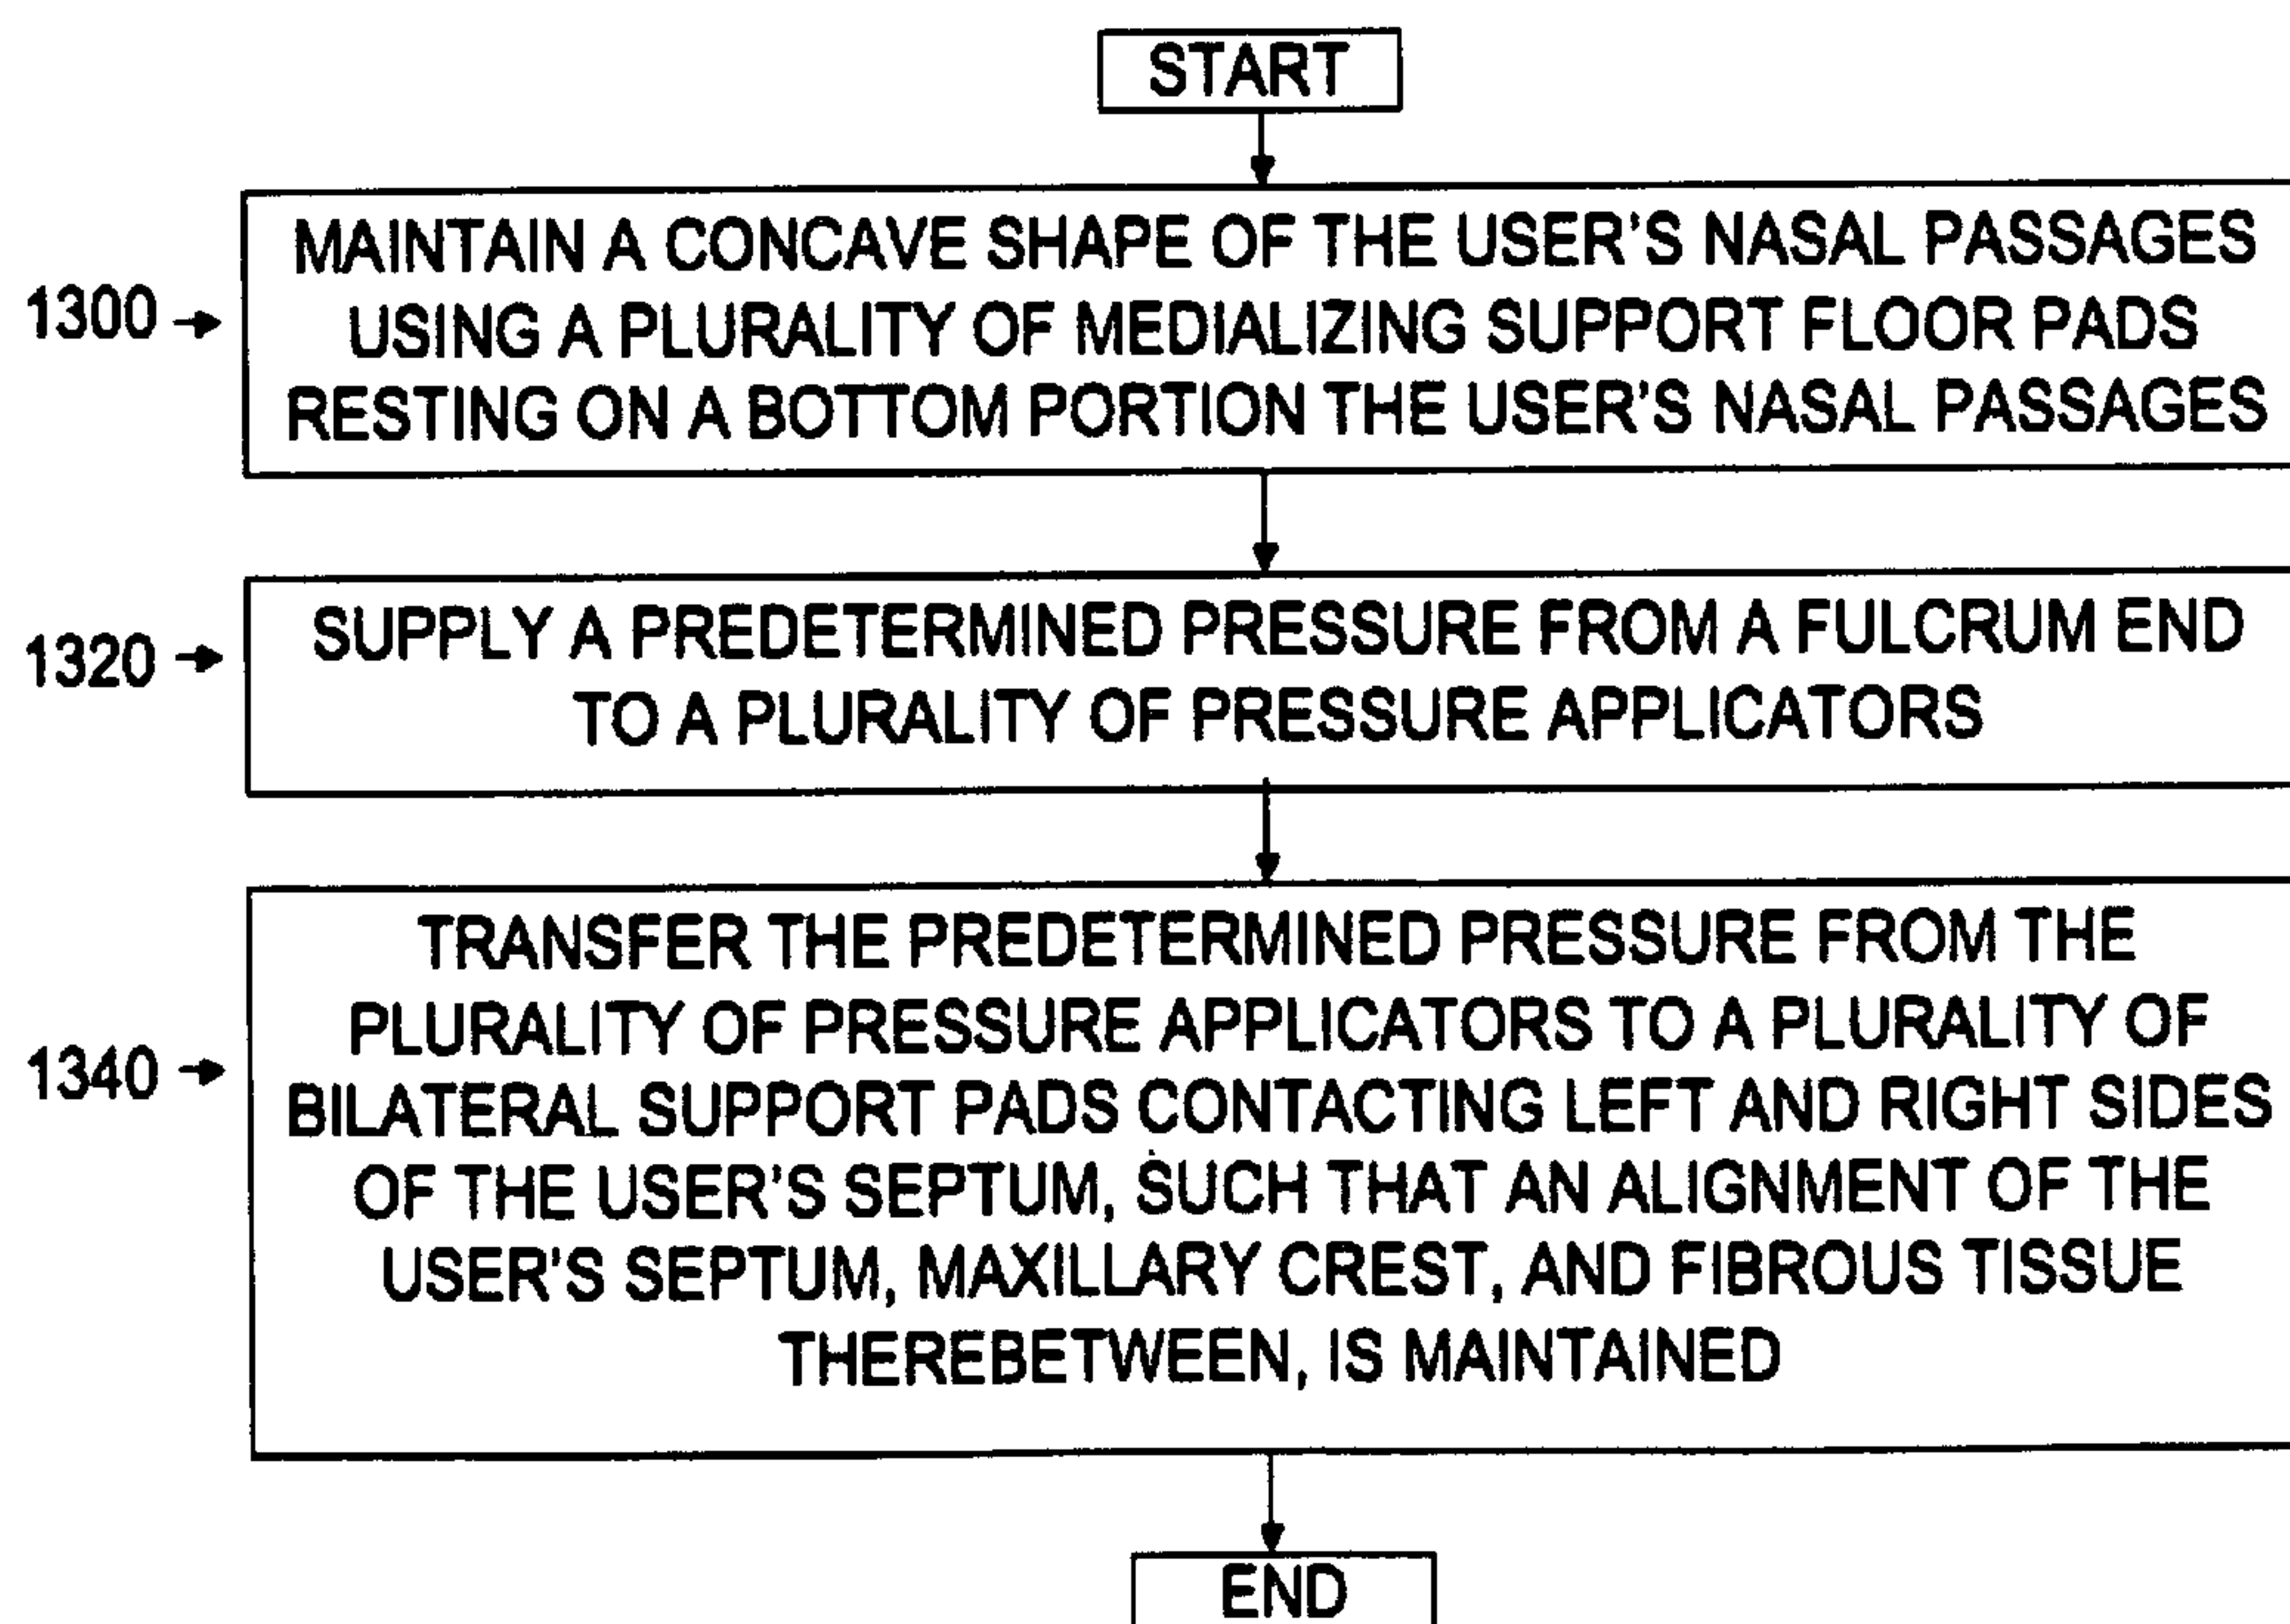 START
MAINTAIN A CONCAVE SHAPE OF THE USER'S NASAL PASSAGES
1300
USING A PLURALITY OF MEDIALIZING SUPPORT FLOOR PADS
RESTING ON A BOTTOM PORTION THE USER'S NASAL PASSAGES
SUPPLY A PREDETERMINED PRESSURE FROM A FULCRUM END
1320
TO A PLURALITY OF PRESSURE APPLICATORS
TRANSFER THE PREDETERMINED PRESSURE FROM THE
PLURALITY OF PRESSURE APPLICATORS TO A PLURALITY OF
1340
BILATERAL SUPPORT PADS CONTACTING LEFT AND RIGHT SIDES
OF THE USER'S SEPTUM, SUCH THAT AN ALIGNMENT OF THE
USER'S SEPTUM, MAXILLARY CREST, AND FIBROUS TISSUE
THEREBETWEEN, IS MAINTAINED
END